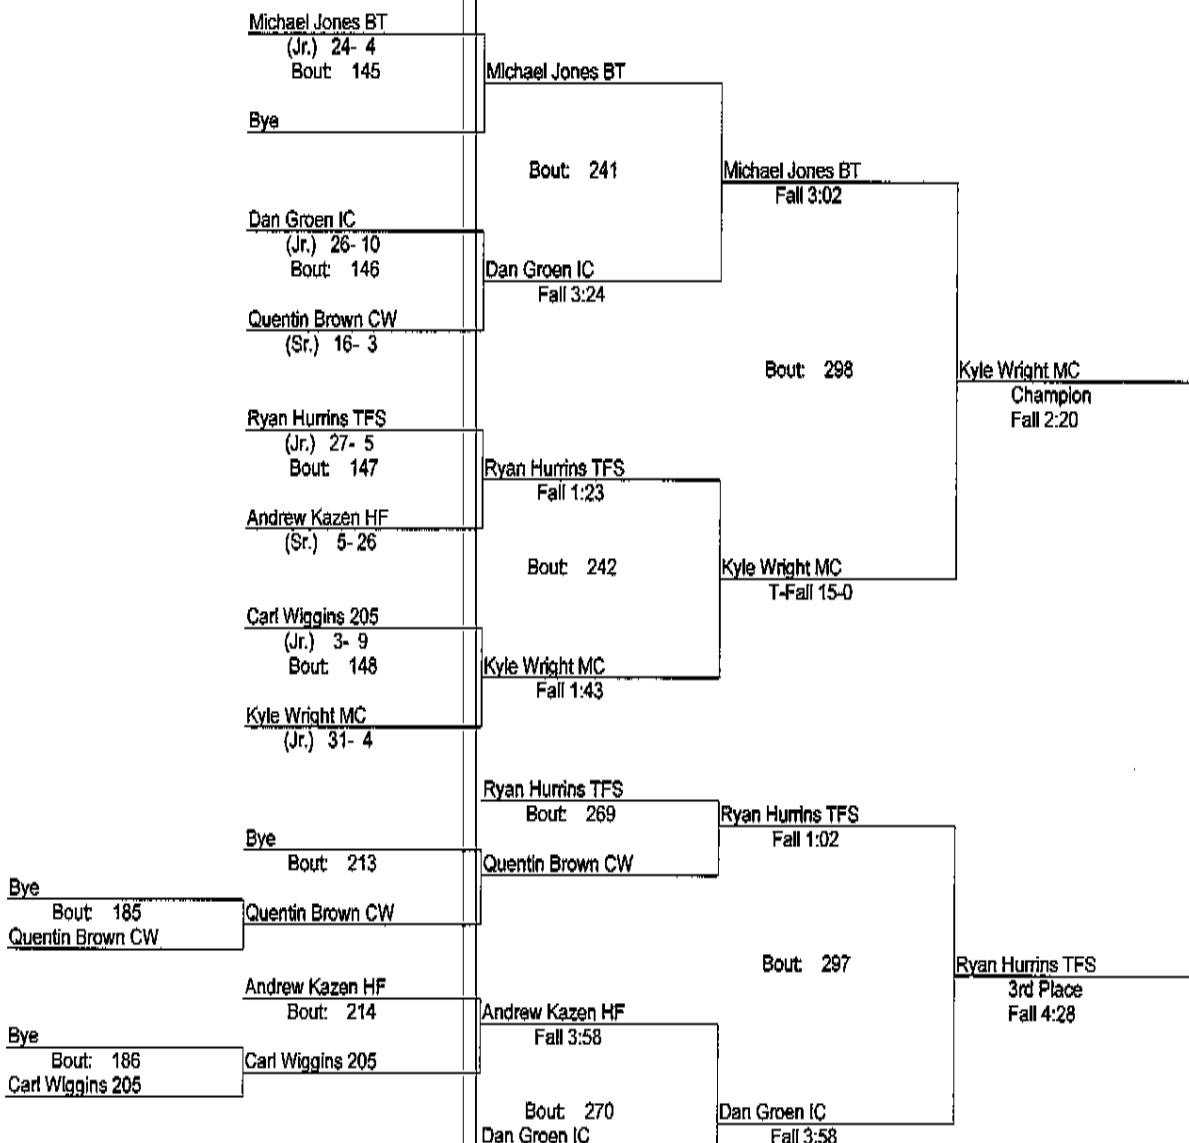 Michael Jones BT
(Jr.) 24- 4
Bout: 145
Michael Jones BT
Bye
Bout: 241
Michael Jones BT
Fall 3:02
Dan Groen IC
(Jr.) 26- 10
Bout: 146
Dan Groen IC
Fall 3:24
Quentin Brown CW
(Sr.) 16- 3
Bout: 298
Kyle Wright MC
Champion
Fall 2:20
Ryan Hurrins TFS
(Jr.) 27- 5
Bout: 147
Ryan Hurrins TFS
Fall 1:23
Andrew Kazen HF
(Sr.) 5- 26
Bout: 242
Kyle Wright MC
T-Fall 15-0
Carl Wiggins 205
(Jr.) 3- 9
Bout: 148
Kyle Wright MC
Fall 1:43
Kyle Wright MC
(Jr.) 31- 4
Ryan Hurrins TFS
Bout: 269
Ryan Hurrins TFS
Fall 1:02
Bye
Bout: 213
Quentin Brown CW
Bye
Bout: 185
Quentin Brown CW
Quentin Brown CW
Bout: 297
Ryan Hurrins TFS
3rd Place
Fall 4:28
Andrew Kazen HF
Bout: 214
Andrew Kazen HF
Fall 3:58
Bye
Bout: 186
Carl Wiggins 205
Carl Wiggins 205
Bout: 270
Dan Groen IC
Dan Groen IC
Fall 3:58